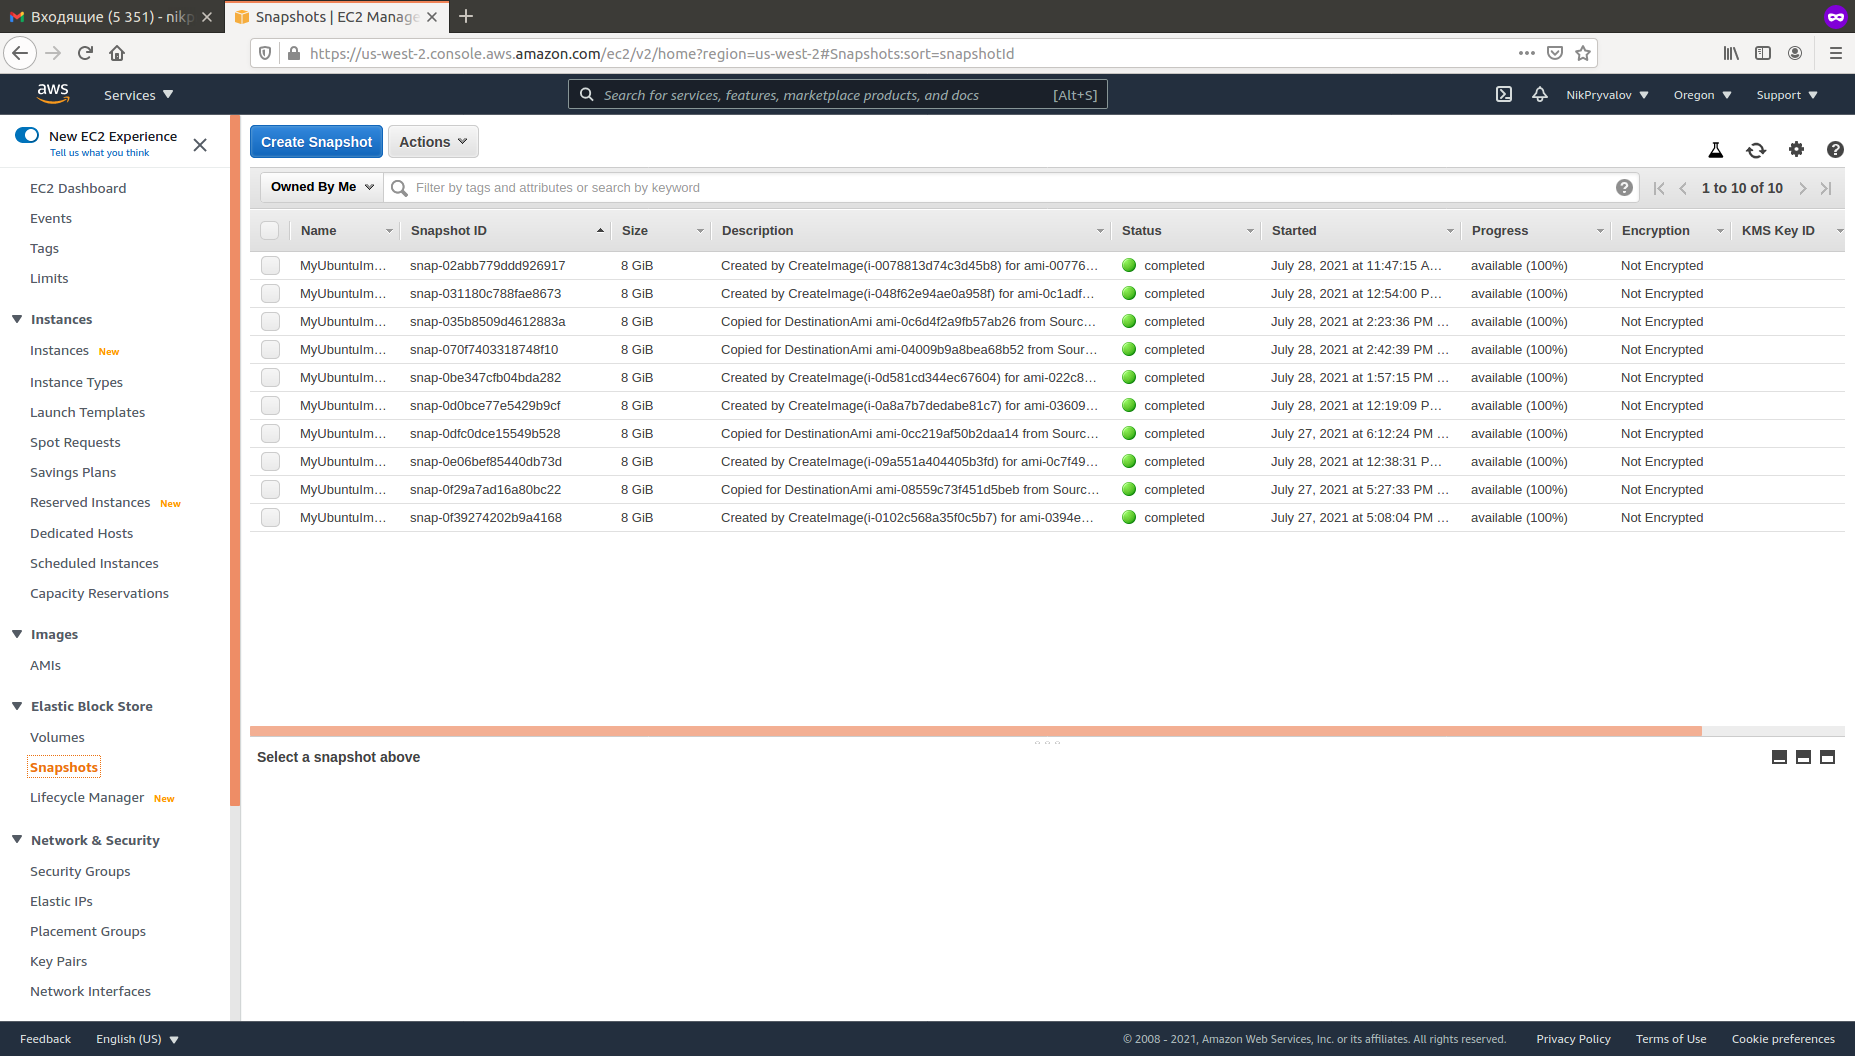 Входящие (5 351) - nikp
Snapshots | EC2 Manage
https://us-west-2.console.aws.amazon.com/ec2/v2/home?region=us-west-2#Snapshots:sort=snapshotId
aws
Services
Search for services, features, marketplace products, and docs [Alt+S]
NikPryvalov
Oregon
Support
New EC2 Experience
Tell us what you think
EC2 Dashboard
Events
Tags
Limits
Instances
Instances New
Instance Types
Launch Templates
Spot Requests
Savings Plans
Reserved Instances New
Dedicated Hosts
Scheduled Instances
Capacity Reservations
Images
AMIs
Elastic Block Store
Volumes
Snapshots
Lifecycle Manager New
Network & Security
Security Groups
Elastic IPs
Placement Groups
Key Pairs
Network Interfaces
Create Snapshot
Actions
Owned By Me
Filter by tags and attributes or search by keyword
1 to 10 of 10
Name Snapshot ID Size Description Status Started Progress Encryption KMS Key ID
MyUbuntuIm... snap-02abb779ddd926917 8 GiB Created by CreateImage(i-0078813d74c3d45b8) for ami-00776... completed July 28, 2021 at 11:47:15 A... available (100%) Not Encrypted
MyUbuntuIm... snap-031180c788fae8673 8 GiB Created by CreateImage(i-048f62e94ae0a958f) for ami-0c1adf... completed July 28, 2021 at 12:54:00 P... available (100%) Not Encrypted
MyUbuntuIm... snap-035b8509d4612883a 8 GiB Copied for DestinationAmi ami-0c6d4f2a9fb57ab26 from Sourc... completed July 28, 2021 at 2:23:36 PM ... available (100%) Not Encrypted
MyUbuntuIm... snap-070f7403318748f10 8 GiB Copied for DestinationAmi ami-04009b9a8bea68b52 from Sour... completed July 28, 2021 at 2:42:39 PM ... available (100%) Not Encrypted
MyUbuntuIm... snap-0be347cfb04bda282 8 GiB Created by CreateImage(i-0d581cd344ec67604) for ami-022c8... completed July 28, 2021 at 1:57:15 PM ... available (100%) Not Encrypted
MyUbuntuIm... snap-0d0bce77e5429b9cf 8 GiB Created by CreateImage(i-0a8a7b7dedabe81c7) for ami-03609... completed July 28, 2021 at 12:19:09 P... available (100%) Not Encrypted
MyUbuntuIm... snap-0dfc0dce15549b528 8 GiB Copied for DestinationAmi ami-0cc219af50b2daa14 from Sourc... completed July 27, 2021 at 6:12:24 PM ... available (100%) Not Encrypted
MyUbuntuIm... snap-0e06bef85440db73d 8 GiB Created by CreateImage(i-09a551a404405b3fd) for ami-0c7f49... completed July 28, 2021 at 12:38:31 P... available (100%) Not Encrypted
MyUbuntuIm... snap-0f29a7ad16a80bc22 8 GiB Copied for DestinationAmi ami-08559c73f451d5beb from Sourc... completed July 27, 2021 at 5:27:33 PM ... available (100%) Not Encrypted
MyUbuntuIm... snap-0f39274202b9a4168 8 GiB Created by CreateImage(i-0102c568a35f0c5b7) for ami-0394e... completed July 27, 2021 at 5:08:04 PM ... available (100%) Not Encrypted
Select a snapshot above
Feedback
English (US)
© 2008 - 2021, Amazon Web Services, Inc. or its affiliates. All rights reserved.
Privacy Policy
Terms of Use
Cookie preferences